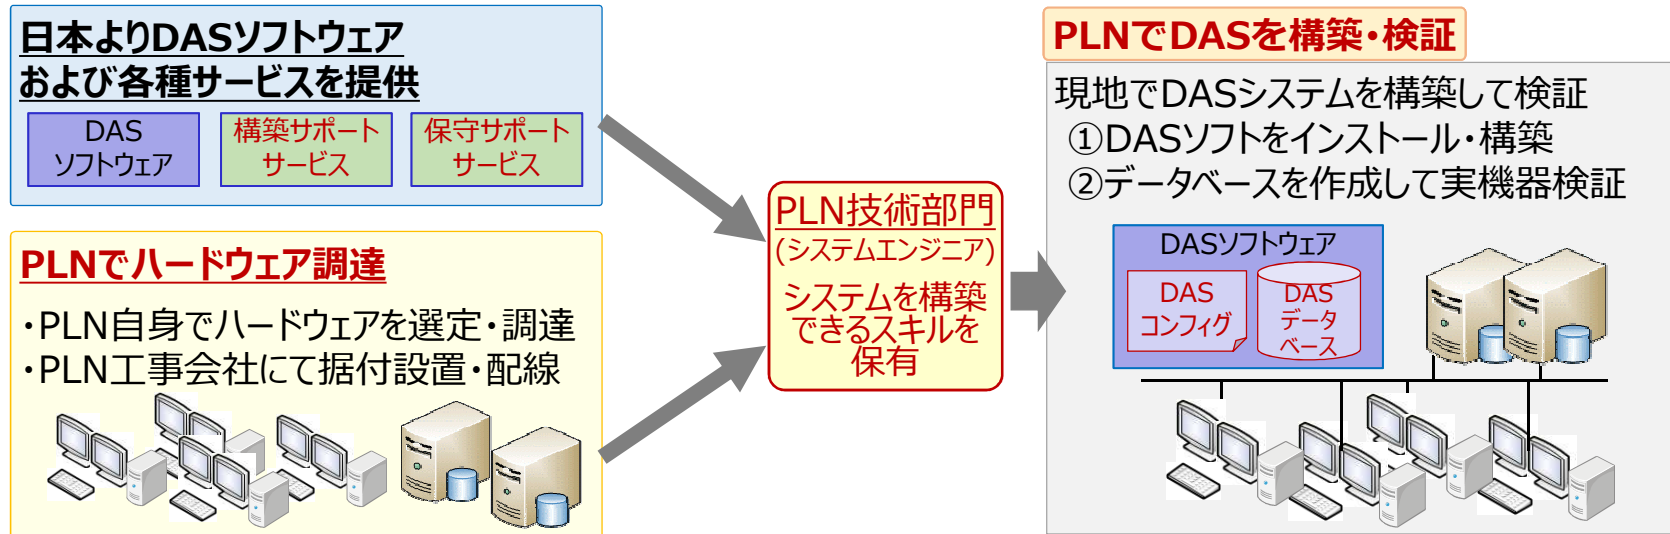 日本よりDASソフトウェア
および各種サービスを提供
DAS
ソフトウェア
構築サポート
サービス
保守サポート
サービス
PLNでハードウェア調達
・PLN自身でハードウェアを選定・調達
・PLN工事会社にて据付設置・配線
PLN技術部門
(システムエンジニア)
システムを構築
できるスキルを
保有
PLNでDASを構築・検証
現地でDASシステムを構築して検証
①DASソフトをインストール・構築
②データベースを作成して実機器検証
DASソフトウェア
DAS
コンフィグ
DAS
データ
ベース